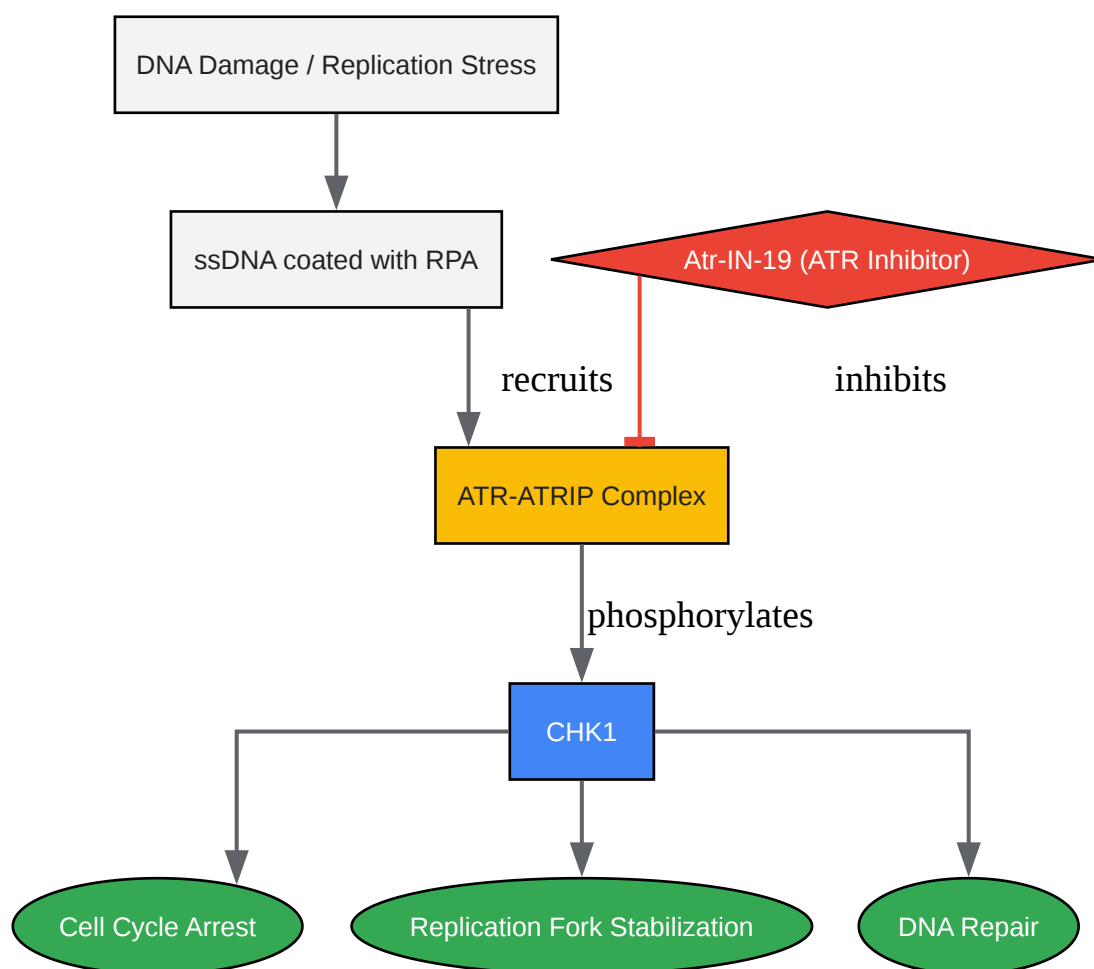 DNA Damage / Replication Stress
ssDNA coated with RPA
Atr-IN-19 (ATR Inhibitor)
recruits
inhibits
ATR-ATRIP Complex
phosphorylates
CHK1
Cell Cycle Arrest
Replication Fork Stabilization
DNA Repair